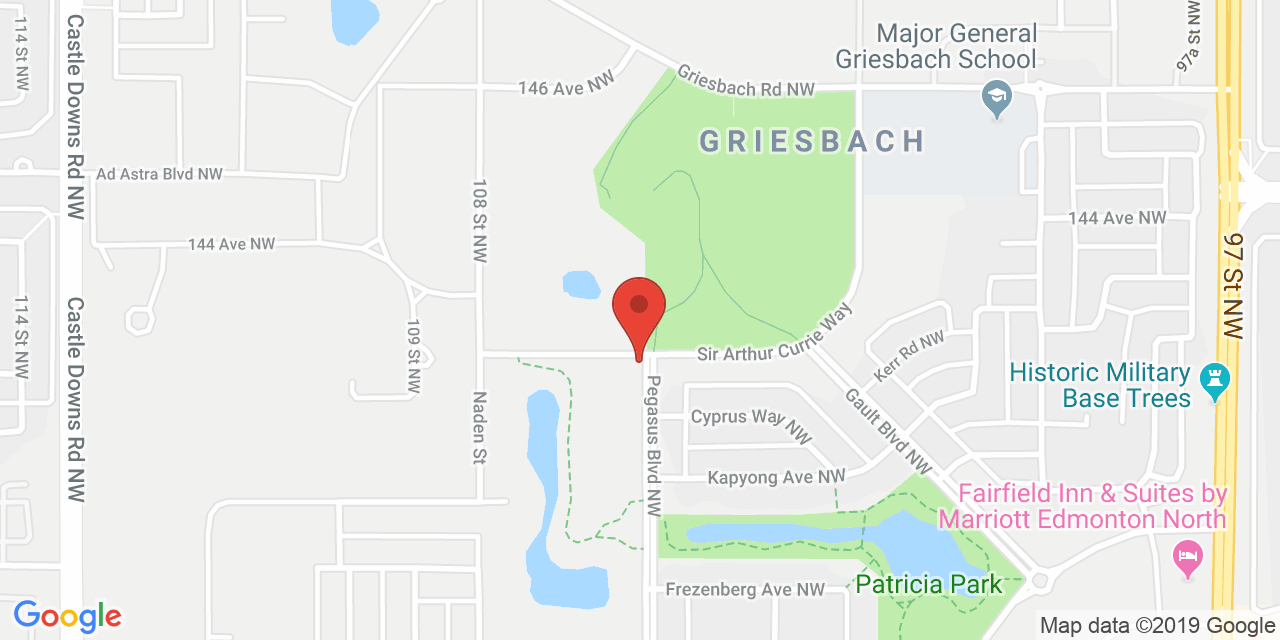 114 St NW
Castle Downs Rd NW
Major General
Griesbach School
97a St NW
146 Ave NW
Griesbach Rd NW
GRIESBACH
Ad Astra Blvd NW
108 St NW
144 Ave NW
144 Ave NW
97 St NW
114 St NW
Castle Downs Rd NW
109 St NW
Sir Arthur Currie Way
Kerr Rd NW
Historic Military
Base Trees
Naden St
Pegasus Blvd NW
Cyprus Way NW
Gault Blvd NW
Kapyong Ave NW
Fairfield Inn & Suites by
Marriott Edmonton North
Frezenberg Ave NW
Patricia Park
Google
Map data ©2019 Google